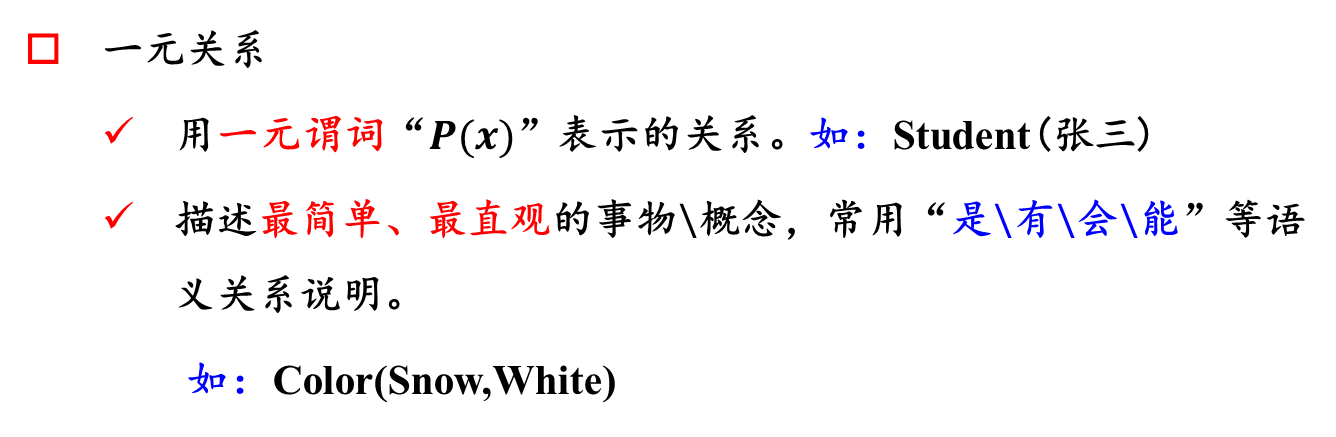 一元关系
用一元谓词“P(x)”表示的关系。如：Student(张三)
描述最简单、最直观的事物\概念，常用“是\有\会\能”等语
义关系说明。
如：Color(Snow,White)